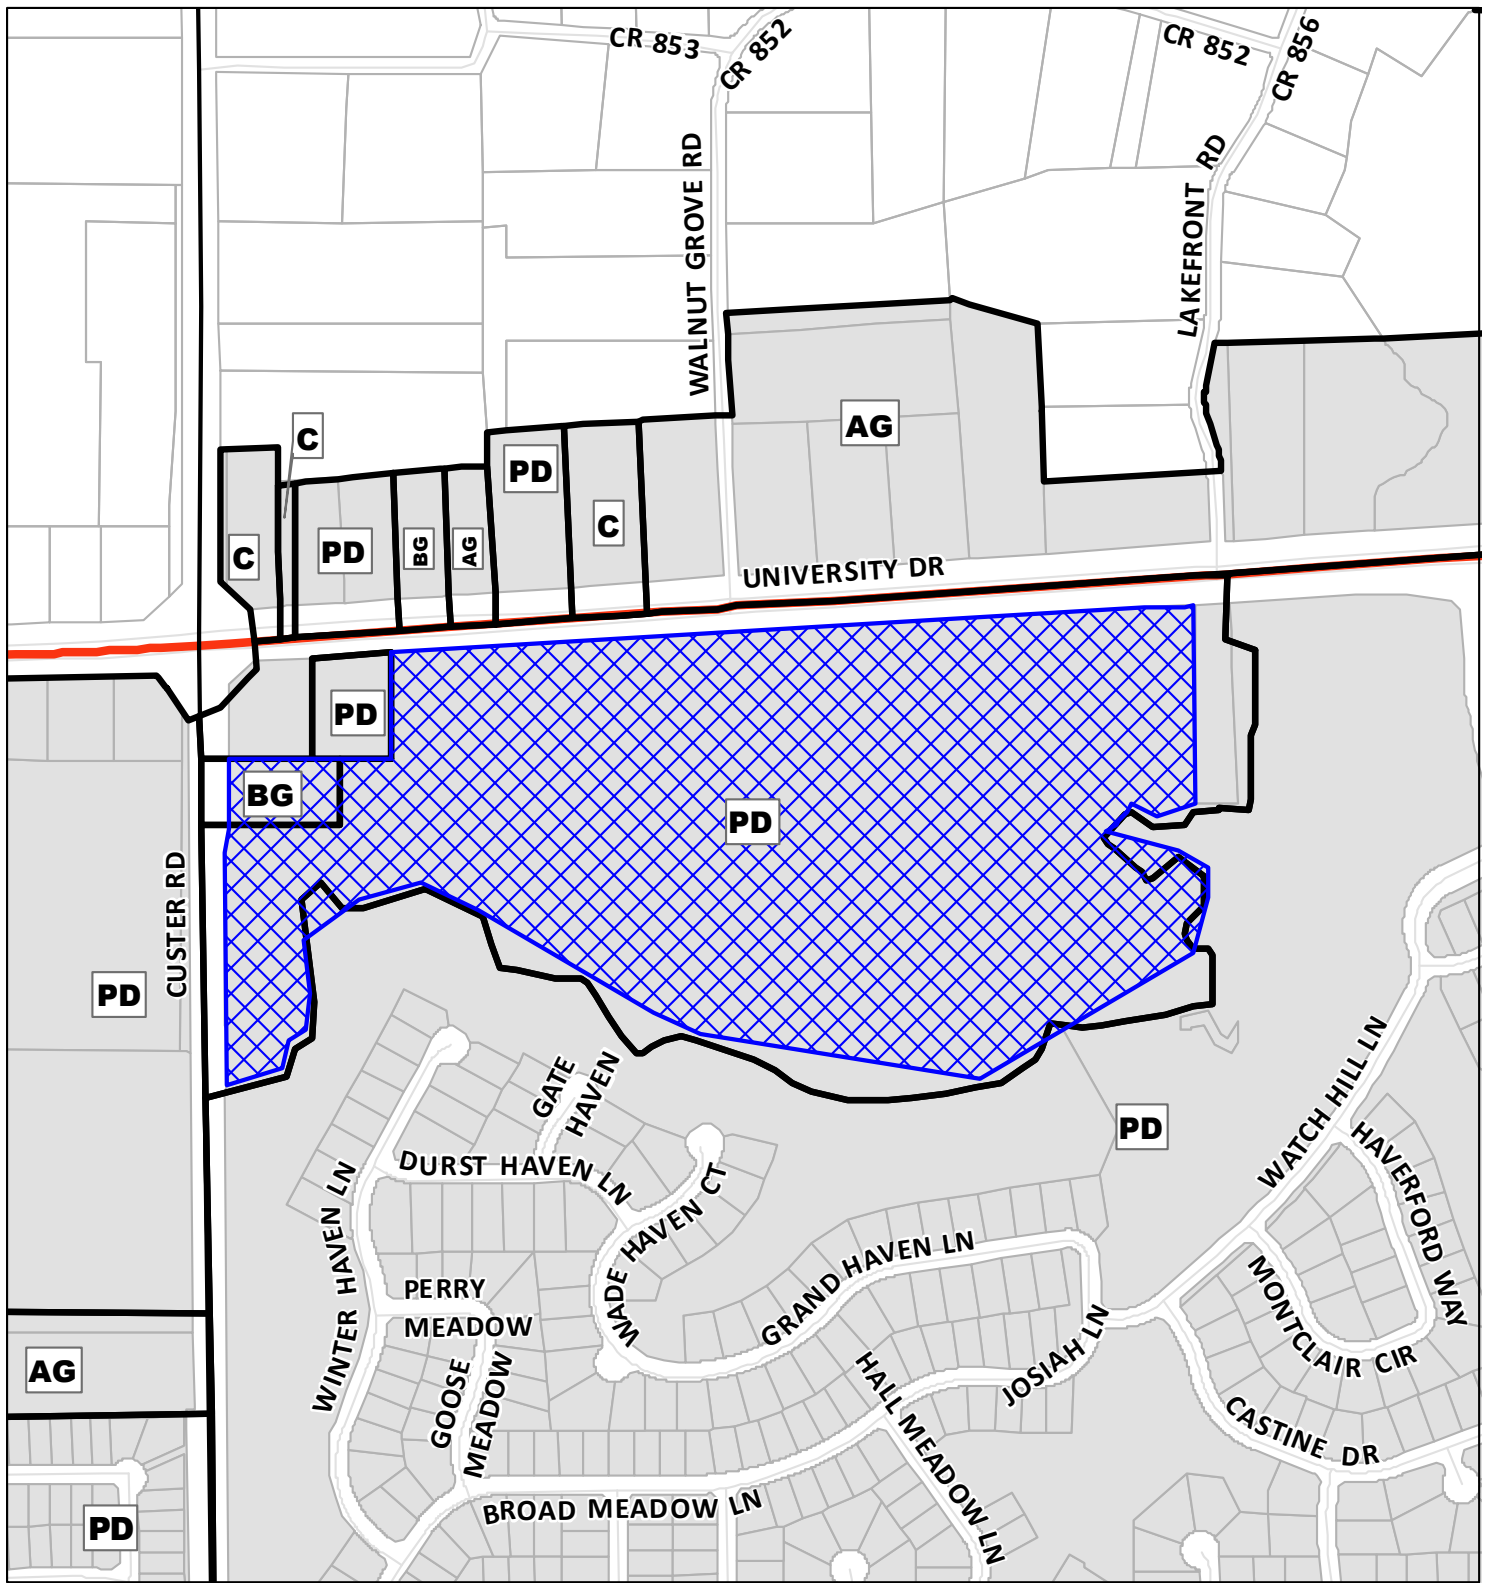 CR 853
CR 852
CR 852
CR 856
WALNUT GROVE RD
LAKEFRONT RD
C
PD
AG
C
C
PD
BG
AG
UNIVERSITY DR
PD
BG
PD
CUSTER RD
PD
PD
GATE
HAVEN
DURST HAVEN LN
WINTER HAVEN LN
WADE HAVEN CT
GRAND HAVEN LN
WATCH HILL LN
HAVERFORD WAY
MONTCLAIR CIR
PERRY
MEADOW
GOOSE
MEADOW
HALL MEADOW LN
JOSIAH LN
CASTINE DR
AG
BROAD MEADOW LN
PD